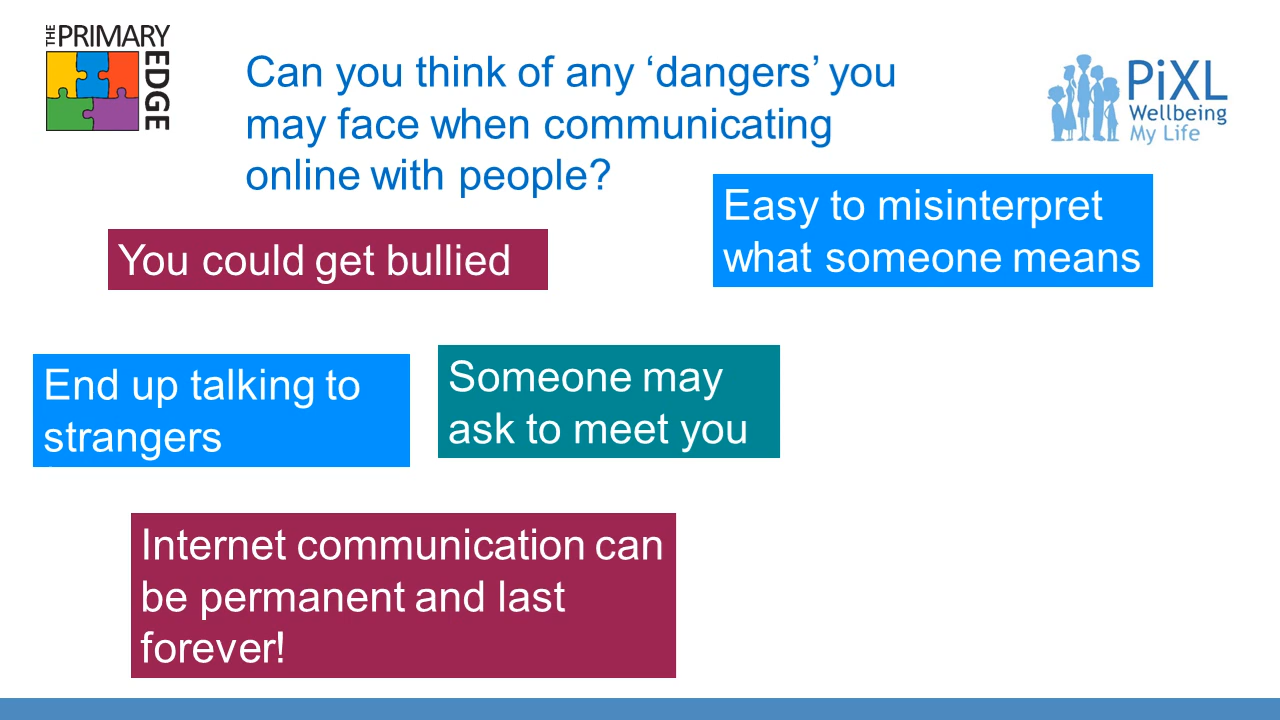 THE PRIMARY
EDGE
Can you think of any ‘dangers’ you
may face when communicating
online with people?
PiXL
Wellbeing
My Life
Easy to misinterpret
what someone means
You could get bullied
End up talking to
strangers
Someone may
ask to meet you
Internet communication can
be permanent and last
forever!